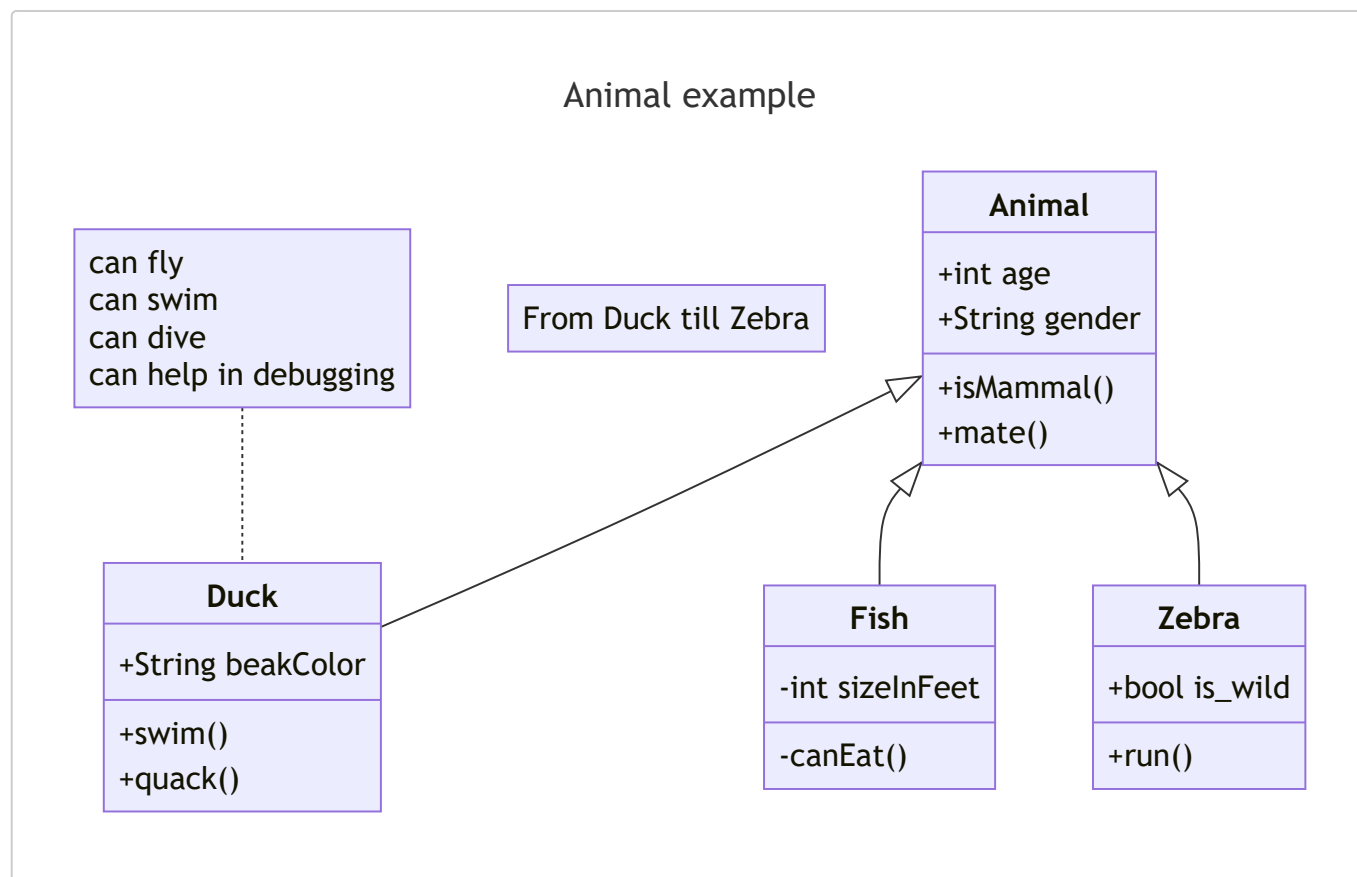 Animal example
can fly
can swim
can dive
can help in debugging
From Duck till Zebra
Animal
+int age
+String gender
+isMammal()
+mate()
Duck
+String beakColor
+swim()
+quack()
Fish
-int sizeInFeet
-canEat()
Zebra
+bool is_wild
+run()